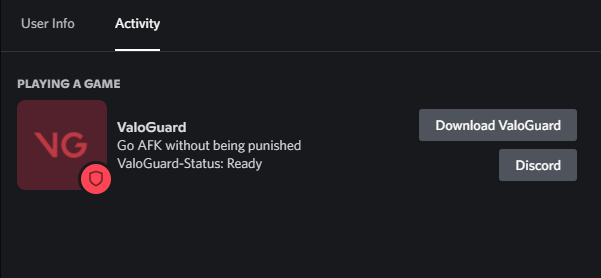 User Info
Activity
PLAYING A GAME
VG
ValoGuard
Go AFK without being punished
ValoGuard-Status: Ready
Download ValoGuard
Discord